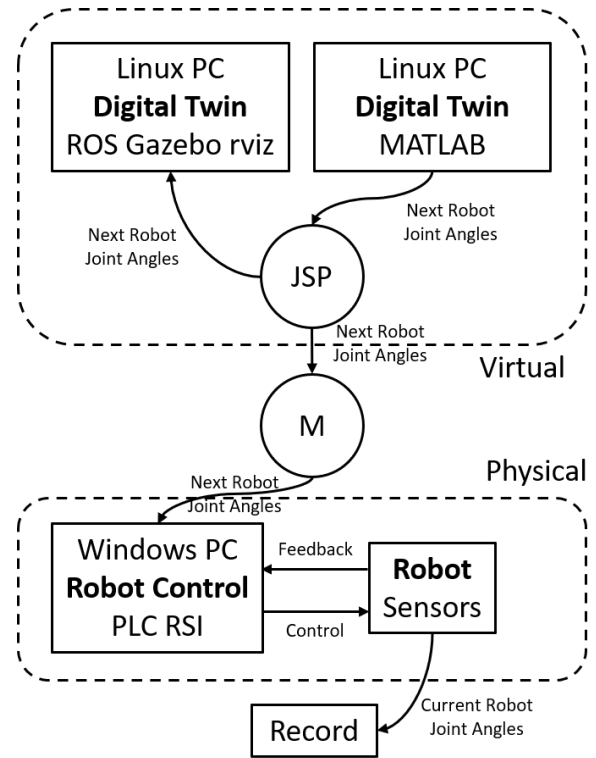 Linux PC
Digital Twin
ROS Gazebo rviz
Linux PC
Digital Twin
MATLAB
Next Robot
Joint Angles
Next Robot
Joint Angles
JSP
Next Robot
Joint Angles
Virtual
M
Physical
Next Robot
Joint Angles
Windows PC
Robot Control
PLC RSI
Feedback
Control
Robot
Sensors
Current Robot
Joint Angles
Record